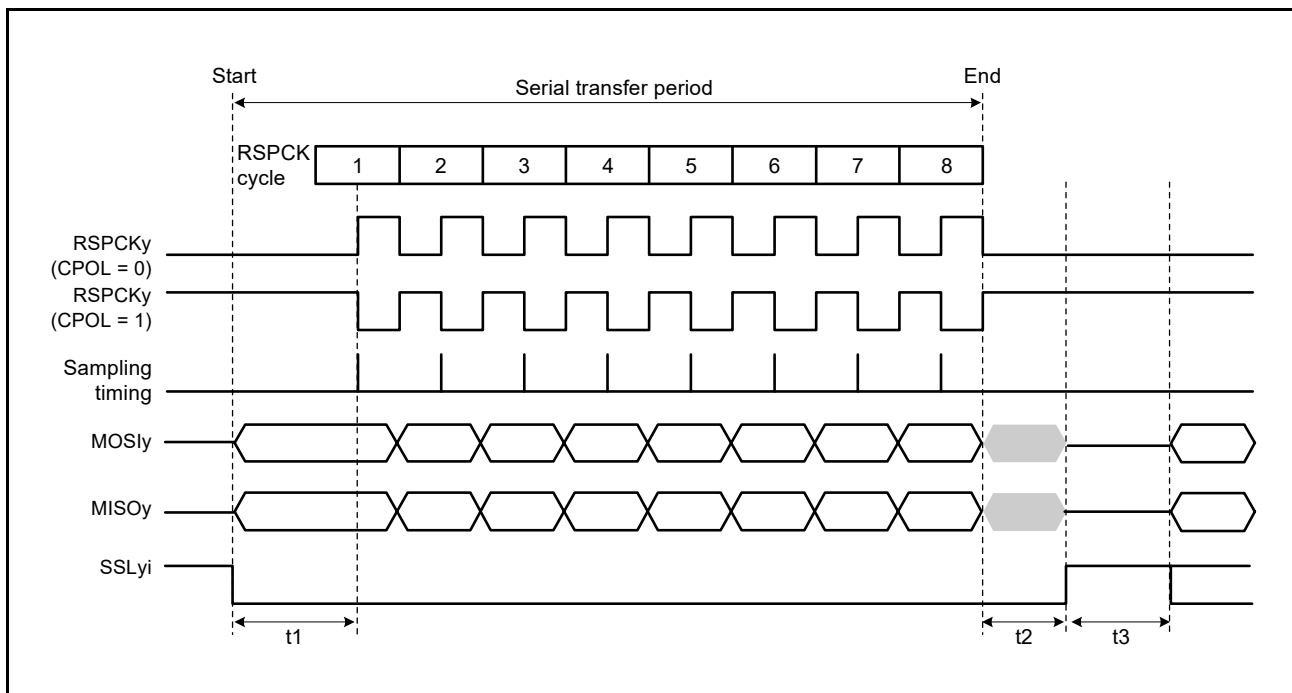 Start
End
Serial transfer period
RSPCK
cycle
1 2 3 4 5 6 7 8
RSPCKy
(CPOL = 0)
RSPCKy
(CPOL = 1)
Sampling
timing
MOSIy
MISOy
SSLyi
t1
t2
t3